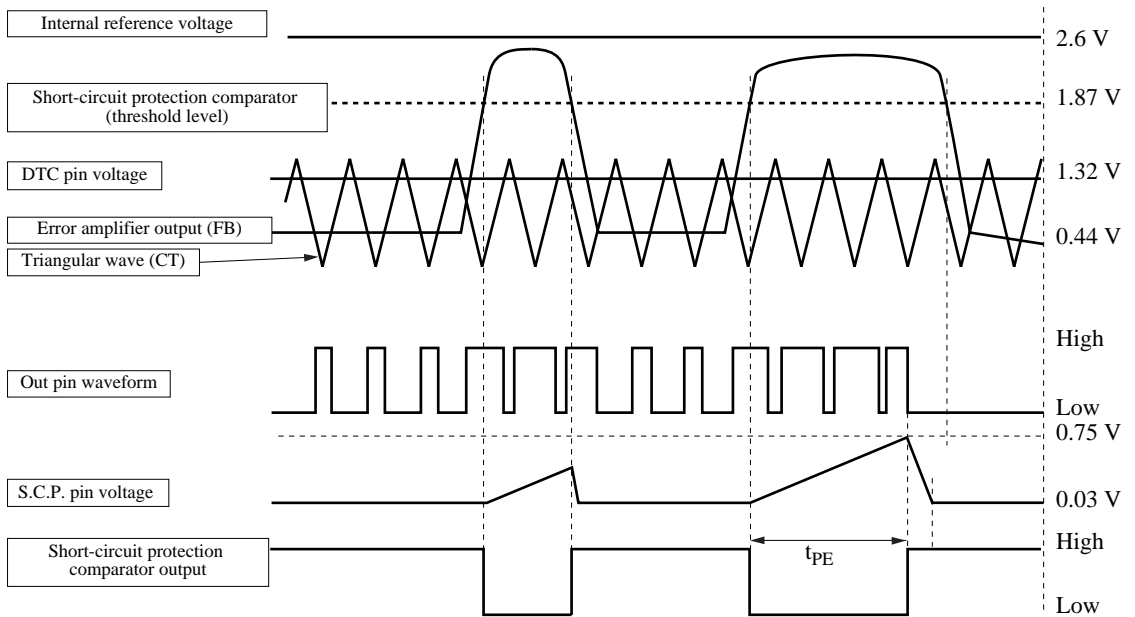 Internal reference voltage
2.6 V
Short-circuit protection comparator
(threshold level)
1.87 V
DTC pin voltage
1.32 V
Error amplifier output (FB)
0.44 V
Triangular wave (CT)
High
Out pin waveform
Low
0.75 V
S.C.P. pin voltage
0.03 V
Short-circuit protection
comparator output
High
tPE
Low